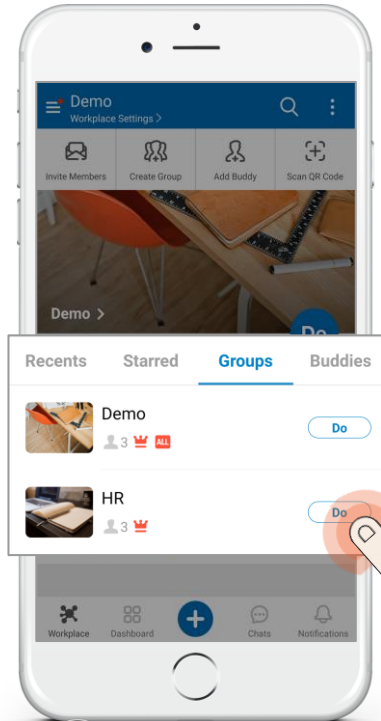 Demo
Workplace Settings >
Invite Members
Create Group
Add Buddy
Scan QR Code
Demo >
Do
Recents
Starred
Groups
Buddies
Demo
3
ALL
Do
HR
3
Do
Workplace
Dashboard
Chats
Notifications